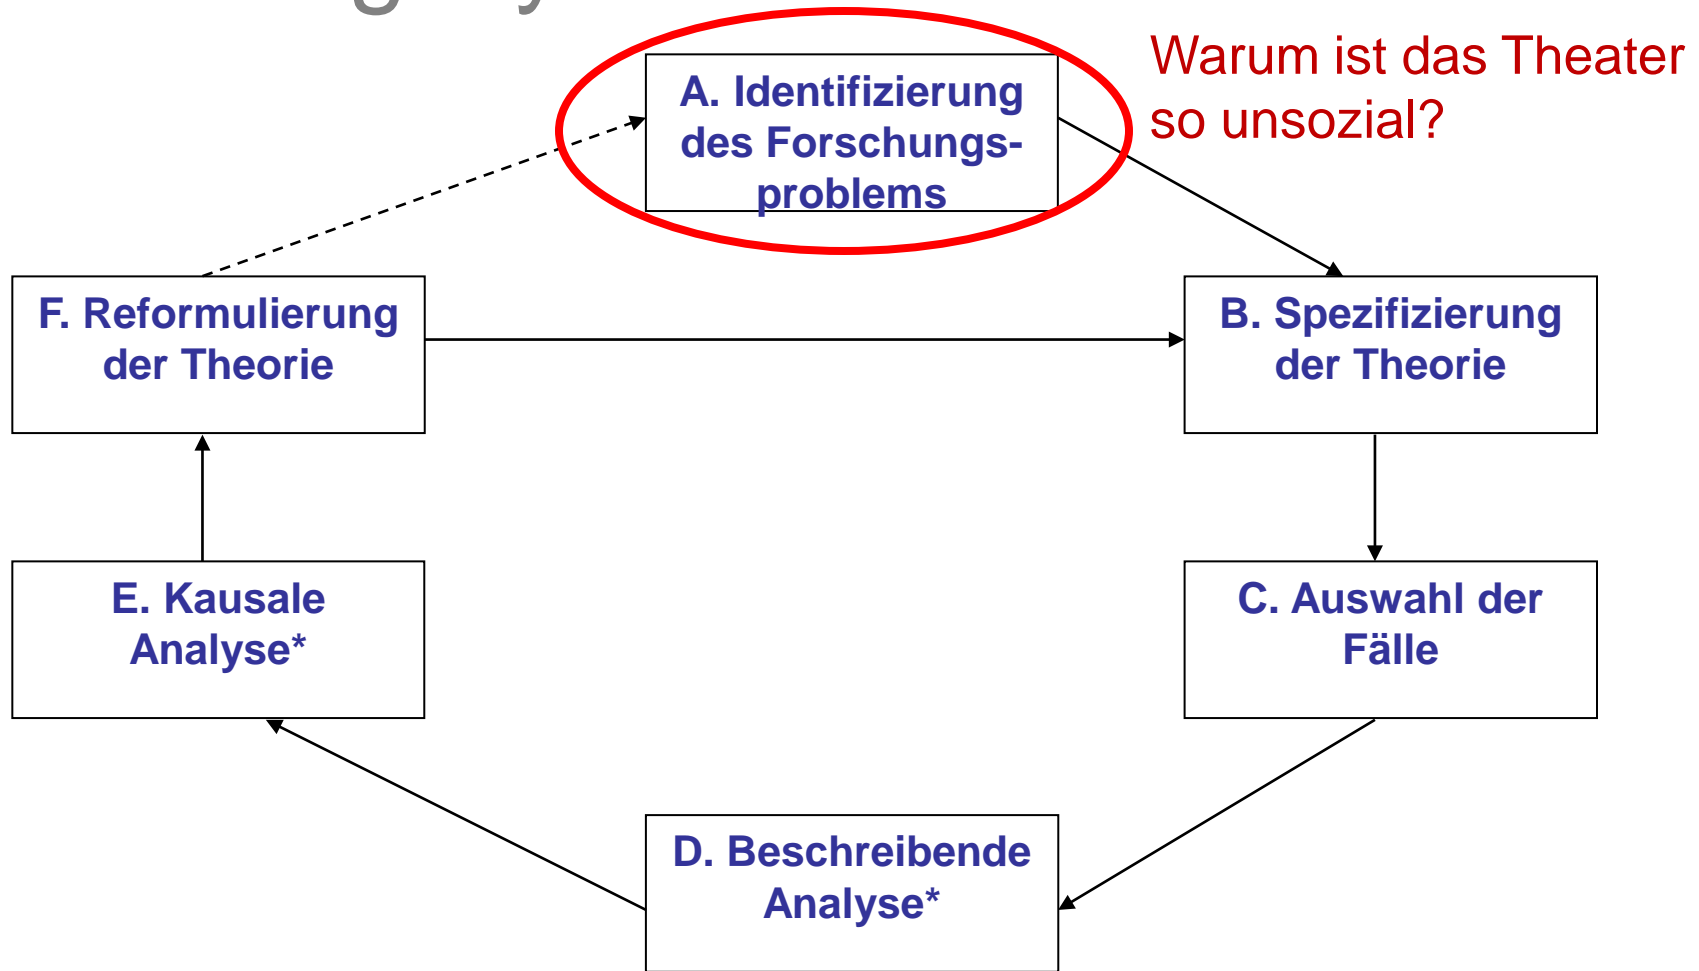 Warum ist das Theater
so unsozial?
A. Identifizierung
des Forschungs-
problems
F. Reformulierung
der Theorie
B. Spezifizierung
der Theorie
E. Kausale
Analyse*
C. Auswahl der
Fälle
D. Beschreibende
Analyse*